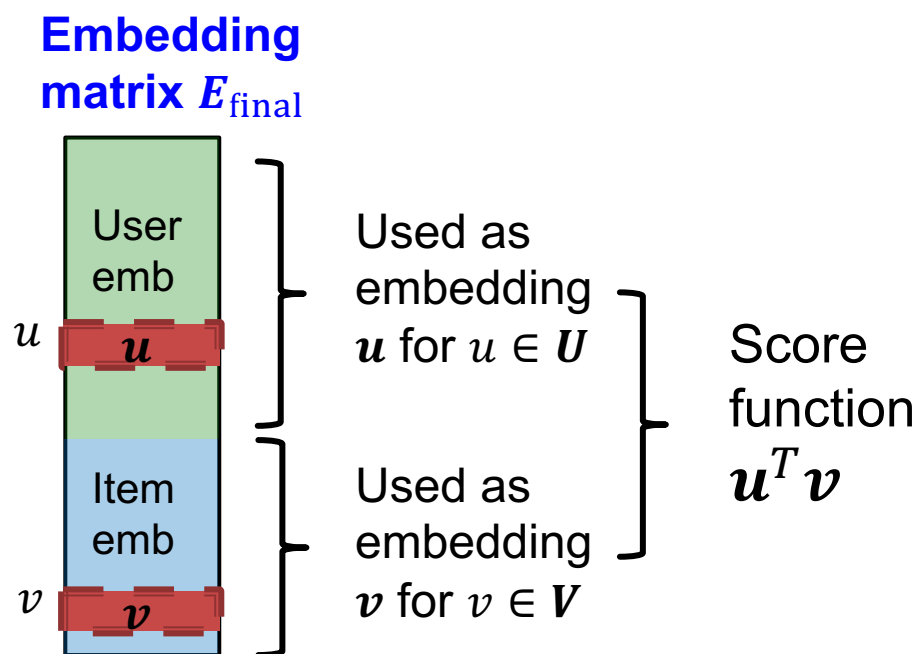 Embedding
matrix E_final
User
emb
u
u
Used as
embedding
u for u ∈ U
Item
emb
v
v
Used as
embedding
v for v ∈ V
Score
function
u^T v